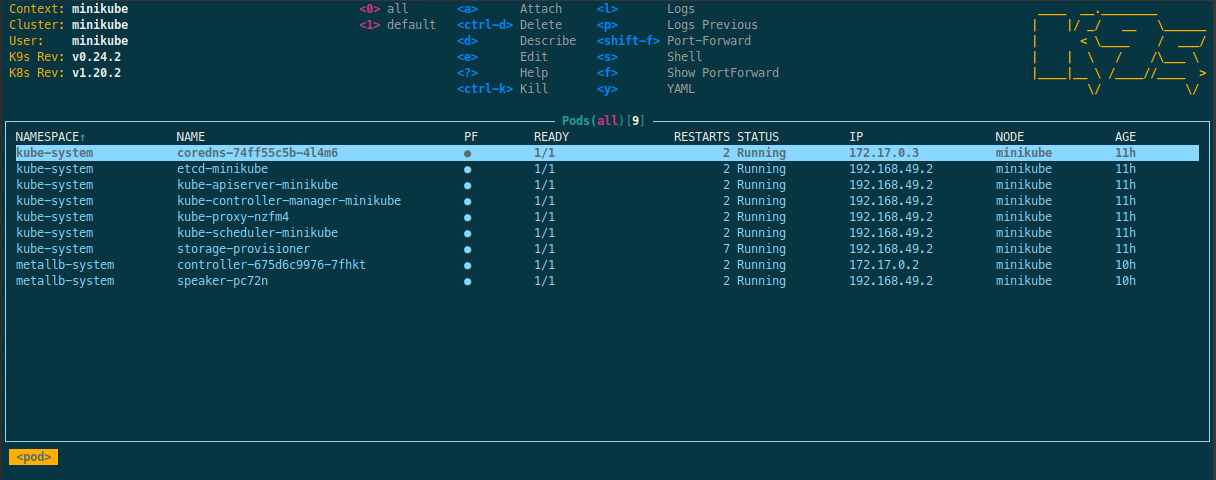 Context: minikube <0> all <a> Attach <l> Logs
Cluster: minikube <1> default <ctrl-d> Delete <p> Logs Previous
User: minikube <d> Describe <shift-f> Port-Forward
K9s Rev: v0.24.2 <e> Edit <s> Shell
K8s Rev: v1.20.2 <?> Help <f> Show PortForward
<ctrl-k> Kill <y> YAML
Pods(all)[9]
NAMESPACE↑ NAME PF READY RESTARTS STATUS IP NODE AGE
kube-system coredns-74ff55c5b-4l4m6 ● 1/1 2 Running 172.17.0.3 minikube 11h
kube-system etcd-minikube ● 1/1 2 Running 192.168.49.2 minikube 11h
kube-system kube-apiserver-minikube ● 1/1 2 Running 192.168.49.2 minikube 11h
kube-system kube-controller-manager-minikube ● 1/1 2 Running 192.168.49.2 minikube 11h
kube-system kube-proxy-nzfm4 ● 1/1 2 Running 192.168.49.2 minikube 11h
kube-system kube-scheduler-minikube ● 1/1 2 Running 192.168.49.2 minikube 11h
kube-system storage-provisioner ● 1/1 7 Running 192.168.49.2 minikube 11h
metallb-system controller-675d6c9976-7fhkt ● 1/1 2 Running 172.17.0.2 minikube 10h
metallb-system speaker-pc72n ● 1/1 2 Running 192.168.49.2 minikube 10h
<pod>